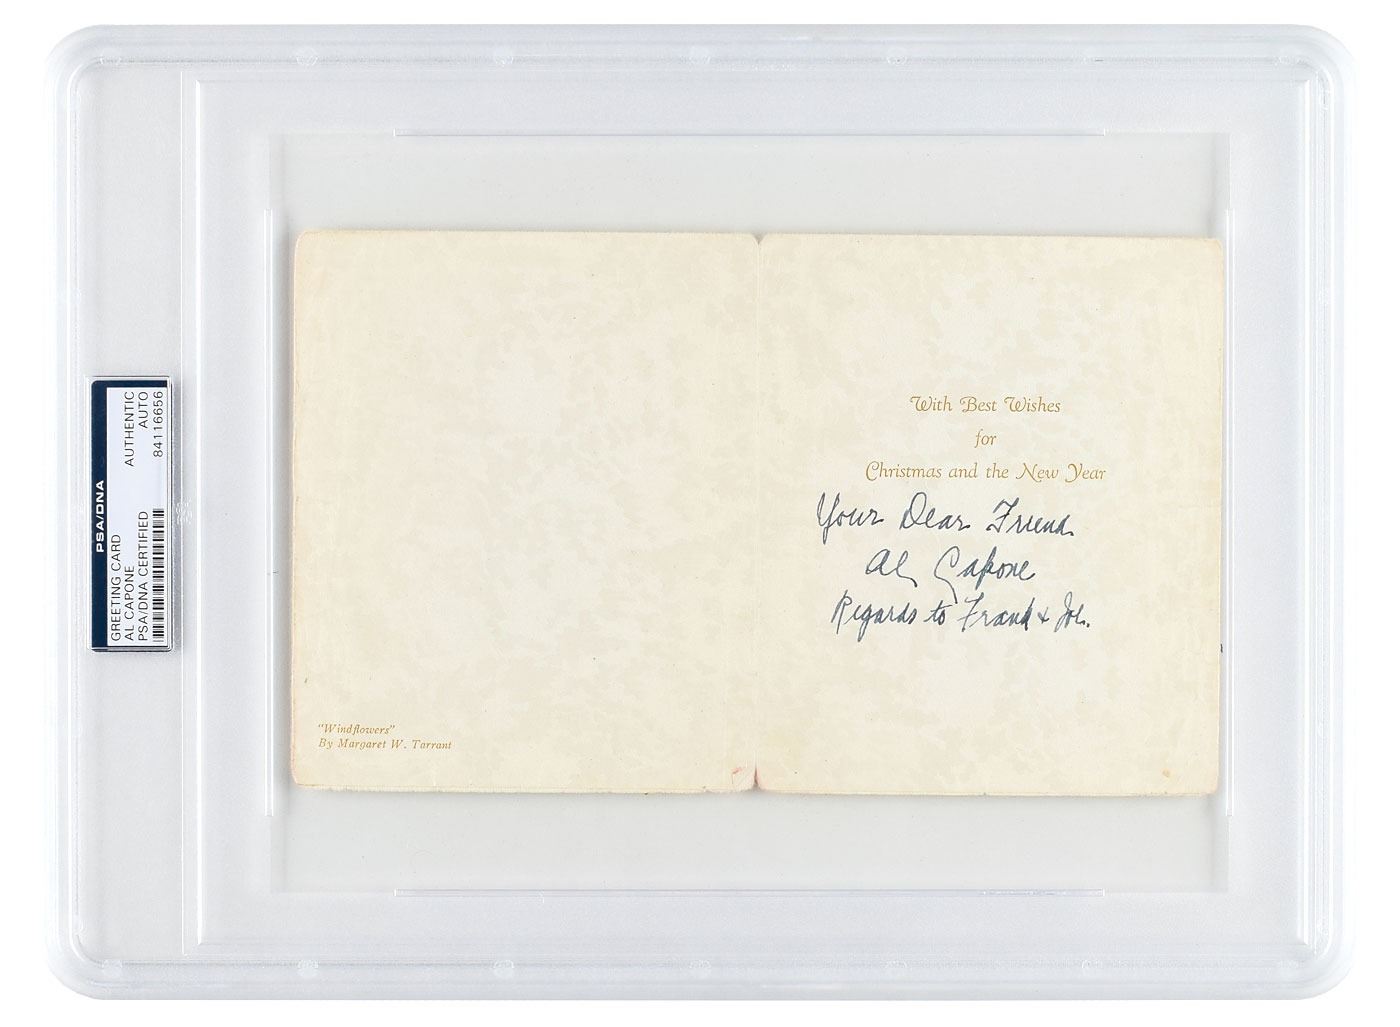 PSA/DNA
GREETING CARD
AL CAPONE
PSA/DNA CERTIFIED
AUTHENTIC
AUTO
84116656
With Best Wishes
for
Christmas and the New Year
Your Dear Friend
Al Capone
Regards to Frank + Joe.
"Windflowers"
By Margaret W. Tarrant